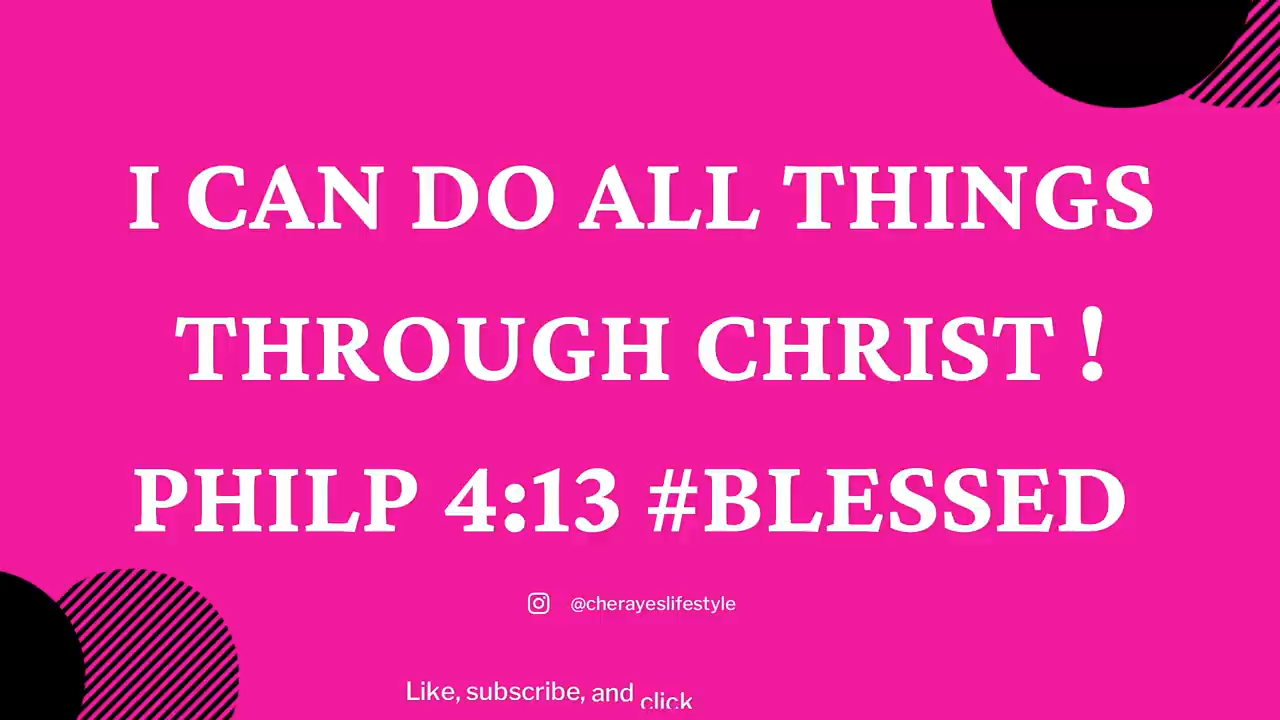 I CAN DO ALL THINGS
THROUGH CHRIST !
PHILP 4:13 #BLESSED
@cherayeslifestyle
Like, subscribe, and click